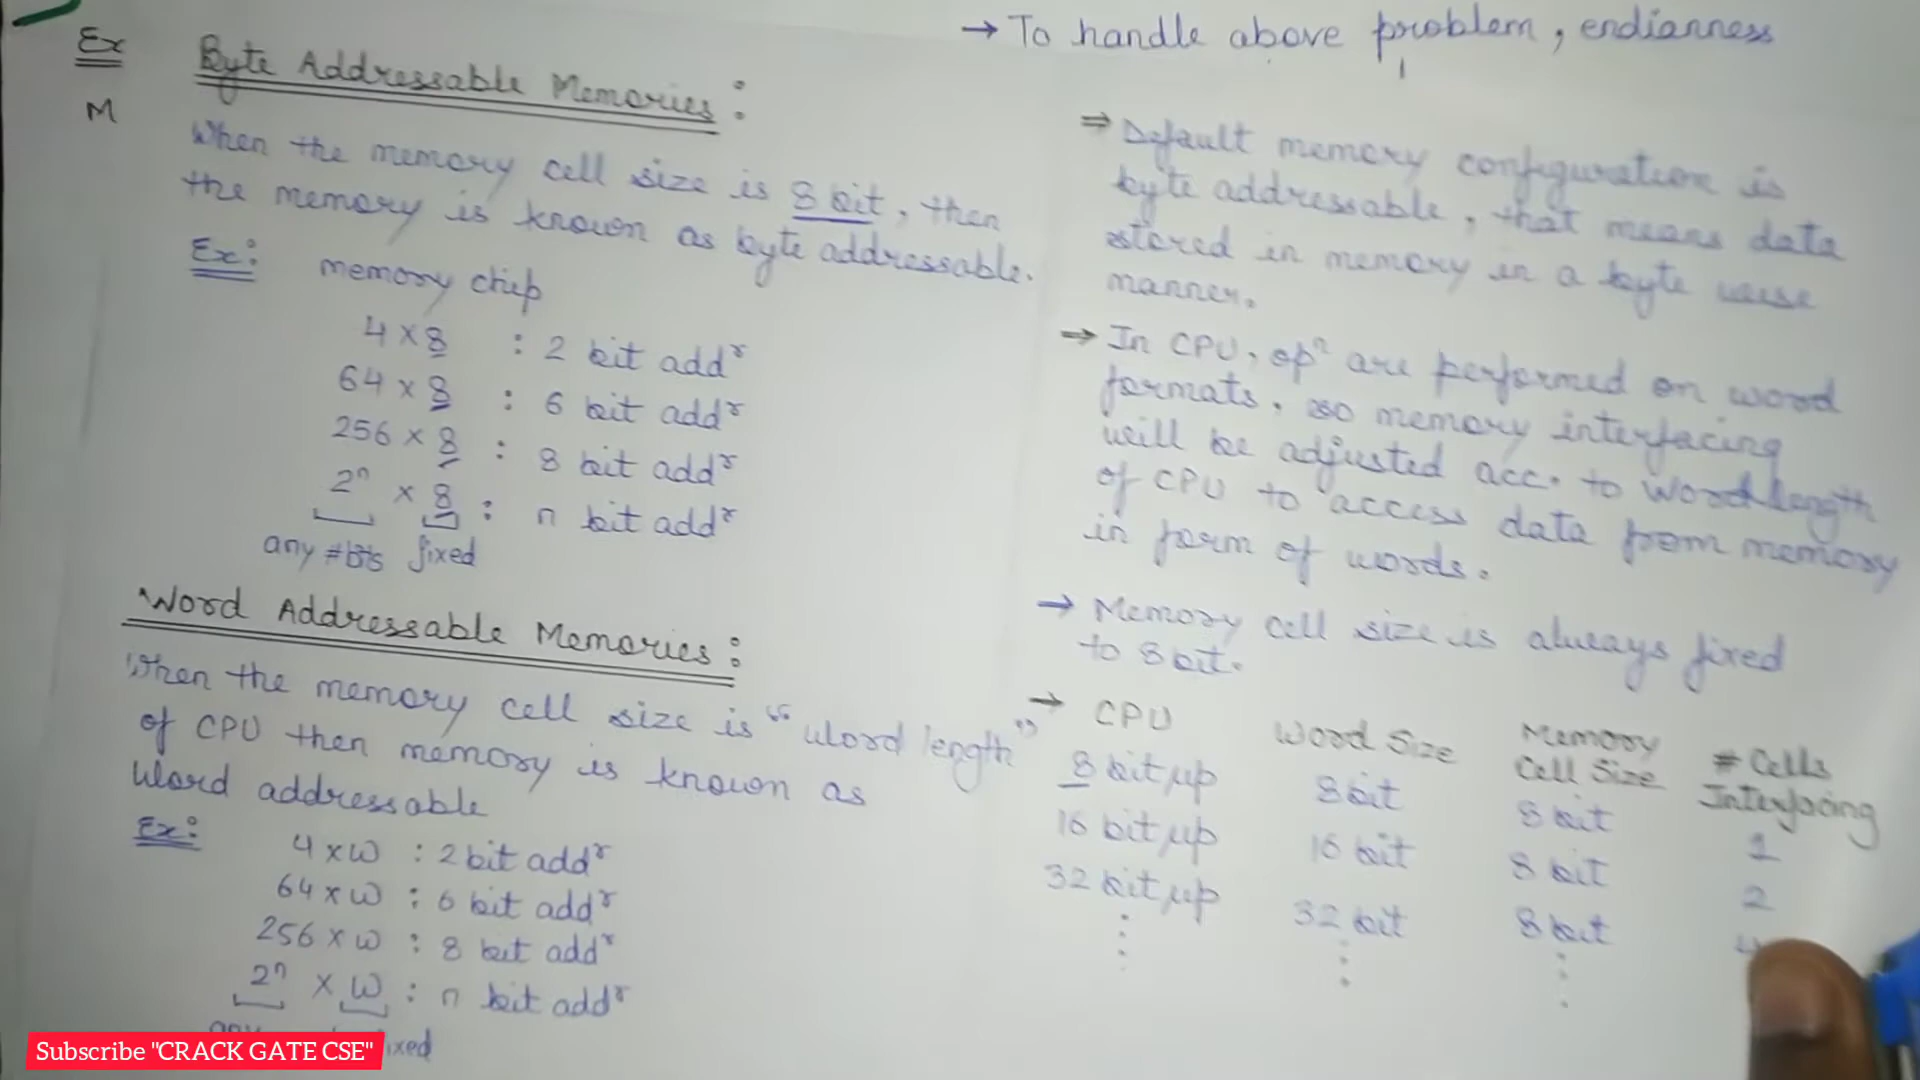 Ex
M
Byte Addressable Memories :
When the memory cell size is 8 bit, then
the memory is known as byte addressable.
Ex: memory chip
4 x 8 : 2 bit addr
64 x 8 : 6 bit addr
256 x 8 : 8 bit addr
2^n x 8 : n bit addr
any #bts fixed
Word Addressable Memories :
When the memory cell size is "word length"
of CPU then memory is known as
Word addressable
Ex: 4 x W : 2 bit addr
64 x W : 6 bit addr
256 x W : 8 bit addr
2^n x W : n bit addr
Subscribe "CRACK GATE CSE"
→ To handle above problem, endianness
⇒ Default memory configuration is
byte addressable, that means data
stored in memory in a byte wise
manner.
→ In CPU, op^n are performed on word
formats, so memory interfacing
will be adjusted acc. to word length
of CPU to access data from memory
in form of words.
→ Memory cell size is always fixed
to 8 bit.
→ CPU Word Size Memory Cell Size # Cells Interfacing
8 bit up 8 bit 8 bit 1
16 bit up 16 bit 8 bit 2
32 bit up 32 bit 8 bit 4